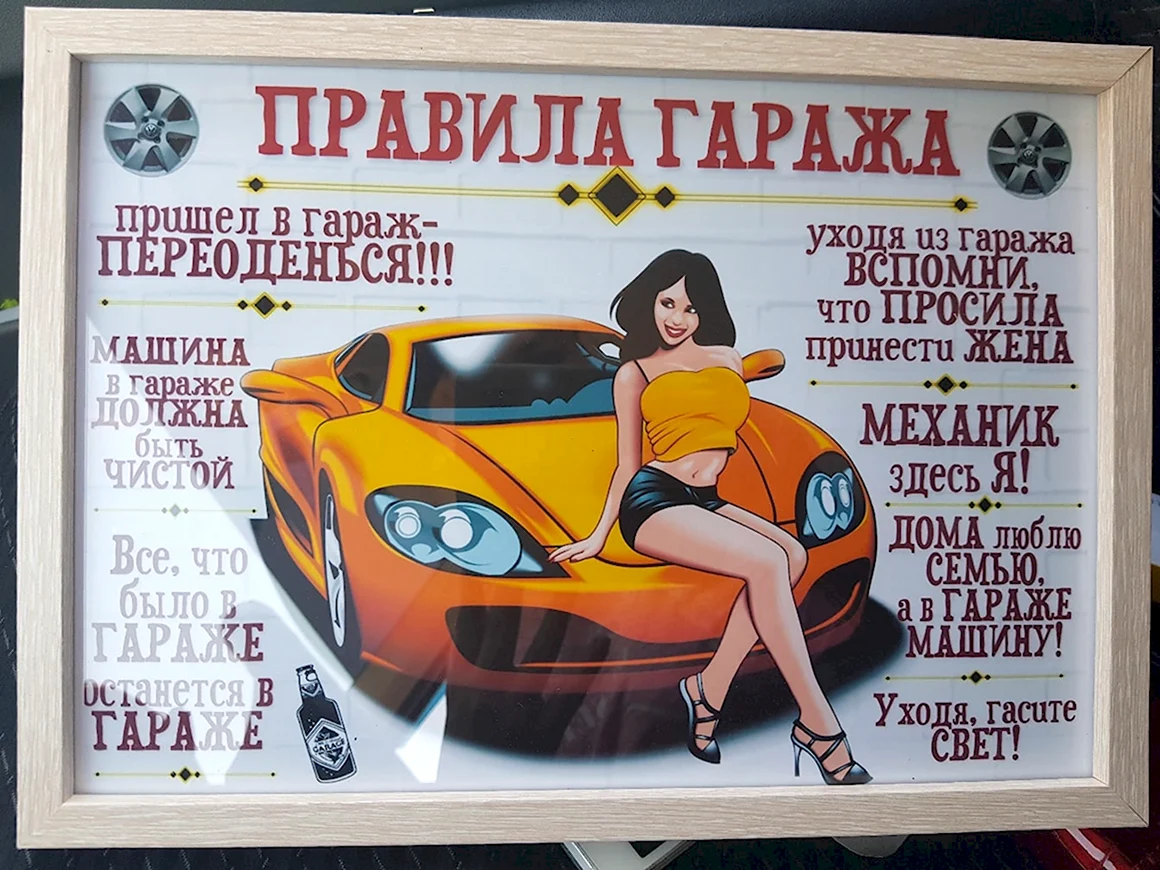 ПРАВИЛА ГАРАЖА
пришел в гараж-
ПЕРЕОДЕНЬСЯ!!!
МАШИНА
в гараже
ДОЛЖНА
быть
ЧИСТОЙ
Все, что
было в
ГАРАЖЕ
останется в
ГАРАЖЕ
GARAGE
уходя из гаража
ВСПОМНИ,
что ПРОСИЛА
принести ЖЕНА
МЕХАНИК
здесь Я!
ДОМА люблю
СЕМЬЮ,
а в ГАРАЖЕ
МАШИНУ!
Уходя, гасите
СВЕТ!